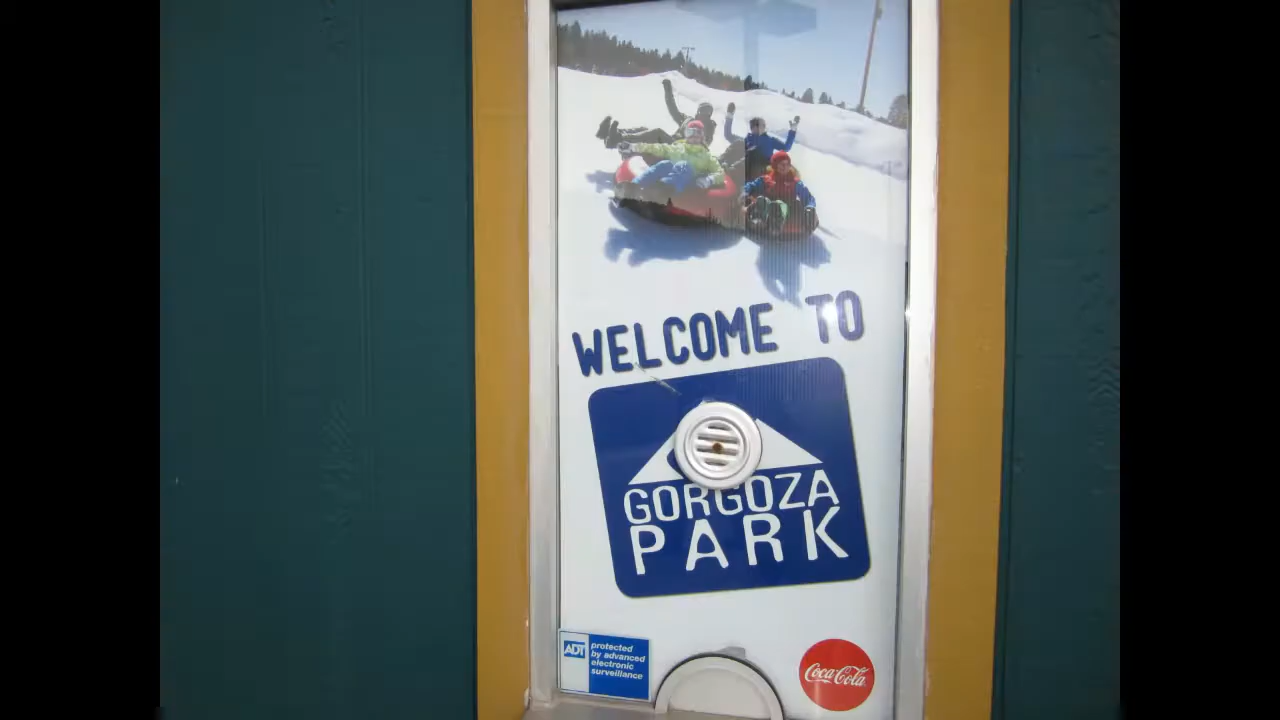 WELCOME TO
GORGOZA
PARK
ADT
protected
by advanced
electronic
surveillance
Coca-Cola